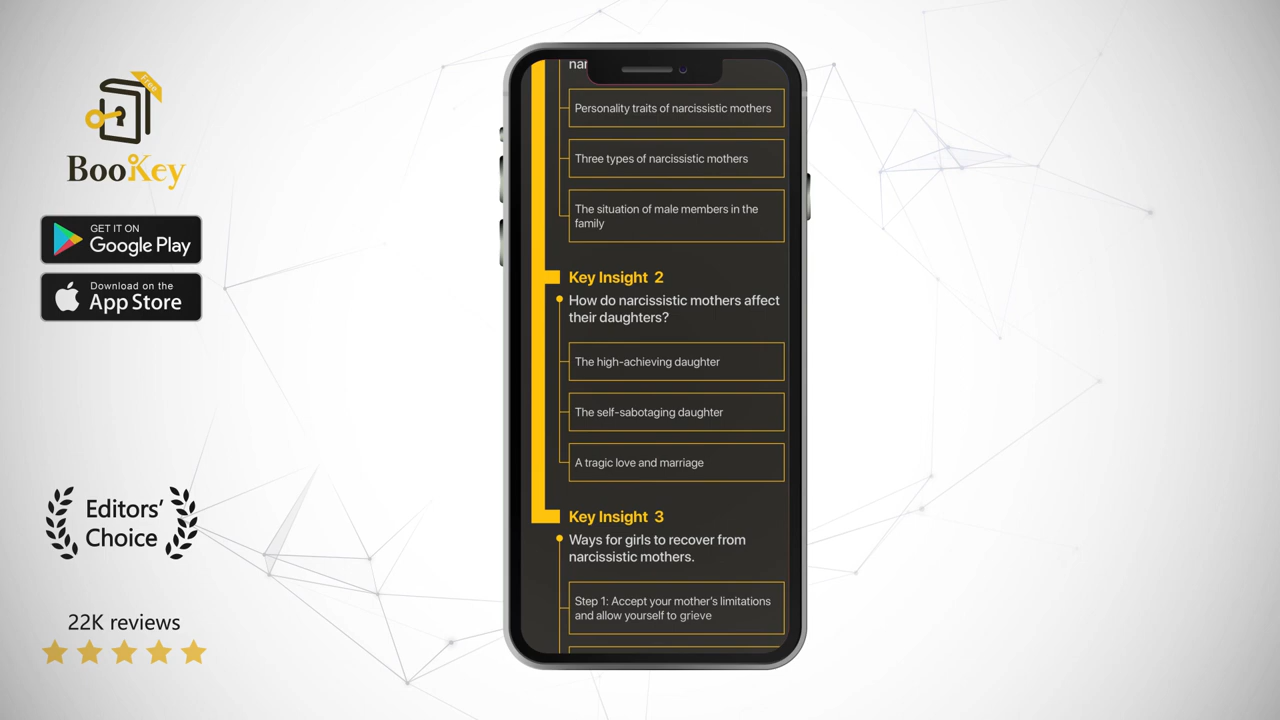 Free
BooKey
GET IT ON
Google Play
Download on the
App Store
Editors’
Choice
22K reviews
Personality traits of narcissistic mothers
Three types of narcissistic mothers
The situation of male members in the
family
Key Insight 2
How do narcissistic mothers affect
their daughters?
The high-achieving daughter
The self-sabotaging daughter
A tragic love and marriage
Key Insight 3
Ways for girls to recover from
narcissistic mothers.
Step 1: Accept your mother’s limitations
and allow yourself to grieve